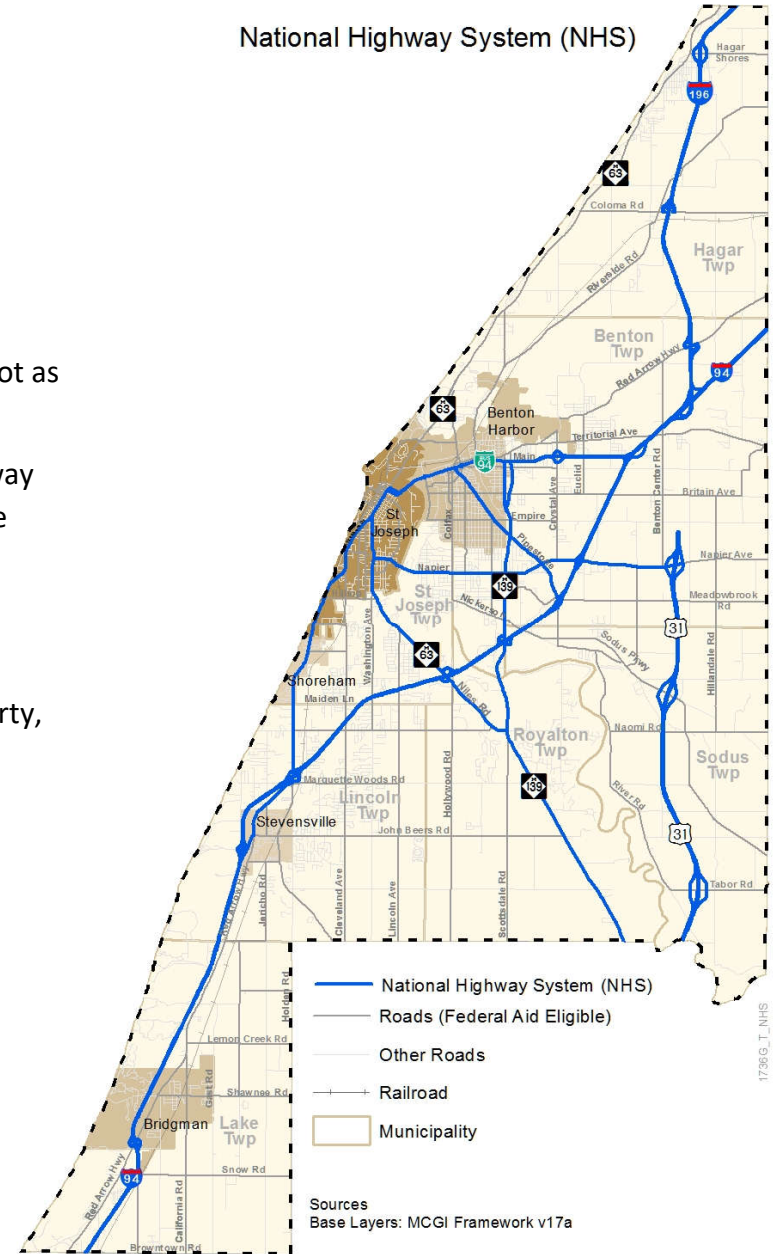 National Highway System (NHS)
ot as
way
e
rty,
Hagar
Shores
196
M
63
Coloma Rd
Hagar
Twp
Riverside Rd
Benton
Twp
Red Arrow Hwy
94
M
63
Benton
Harbor
Territorial Ave
94
Main
Euclid
Crystal Ave
Benton Center Rd
Britain Ave
St
Joseph
Colfax
Empire
Pipestone
Napier
Napier Ave
M
139
St
Joseph
Twp
Nickerson
Meadowbrook
Rd
31
Washington Ave
M
63
Sodus Pkwy
Hillandale Rd
Shoreham
Maiden Ln
Niles Rd
Royalton
Twp
Naomi Rd
Sodus
Twp
Hollywood Rd
M
139
River Rd
Marquette Woods Rd
Lincoln
Twp
Stevensville
John Beers Rd
31
Red Arrow Hwy
Jericho Rd
Cleveland Ave
Lincoln Ave
Scottsdale Rd
Tabor Rd
Holden Rd
Lemon Creek Rd
Gast Rd
Shawnee Rd
Bridgman
Lake
Twp
Snow Rd
94
Red Arrow Hwy
California Rd
Browntown Rd
National Highway System (NHS)
Roads (Federal Aid Eligible)
Other Roads
Railroad
Municipality
Sources
Base Layers: MCGI Framework v17a
1736G_T_NHS